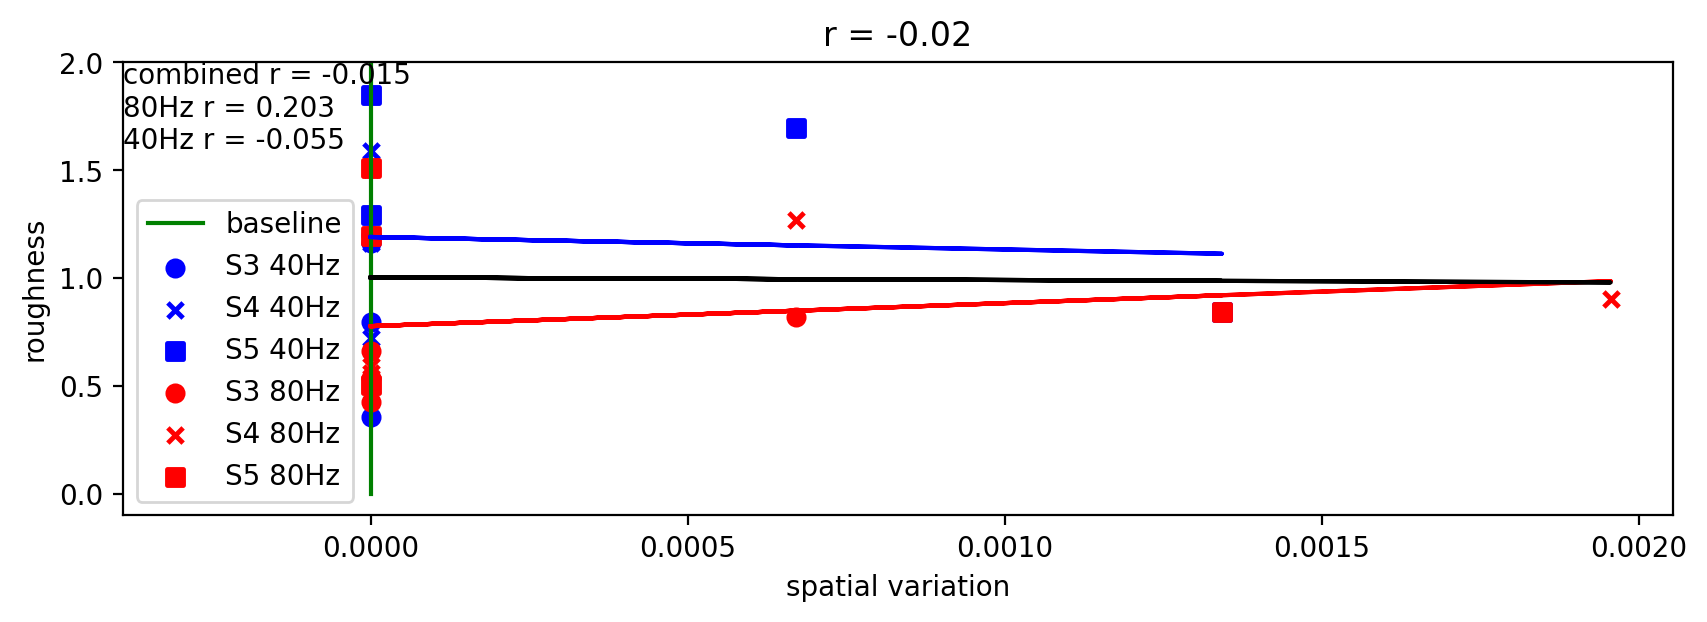 r = -0.02
combined r = -0.015
80Hz r = 0.203
40Hz r = -0.055
baseline
S3 40Hz
S4 40Hz
S5 40Hz
S3 80Hz
S4 80Hz
S5 80Hz
roughness
2.0
1.5
1.0
0.5
0.0
0.0000 0.0005 0.0010 0.0015 0.0020
spatial variation